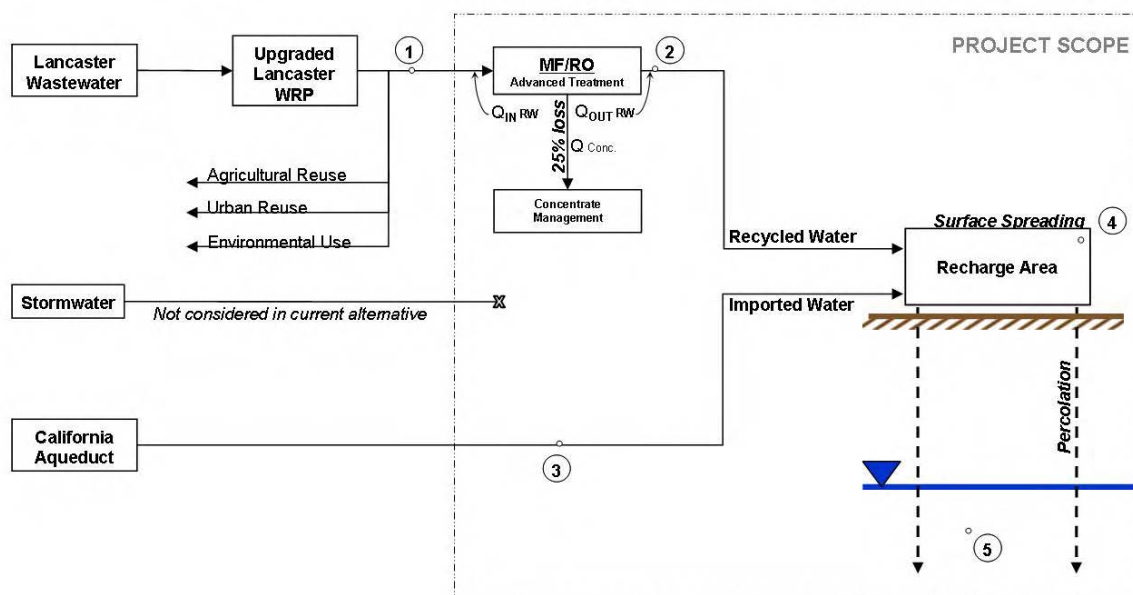 PROJECT SCOPE
Lancaster
Wastewater
Upgraded
Lancaster
WRP
1
MF/RO
Advanced Treatment
2
QIN RW
QOUT RW
25% loss
Q Conc.
Concentrate
Management
Agricultural Reuse
Urban Reuse
Environmental Use
Stormwater
Not considered in current alternative
X
Recycled Water
Imported Water
Surface Spreading
4
Recharge Area
Percolation
California
Aqueduct
3
5